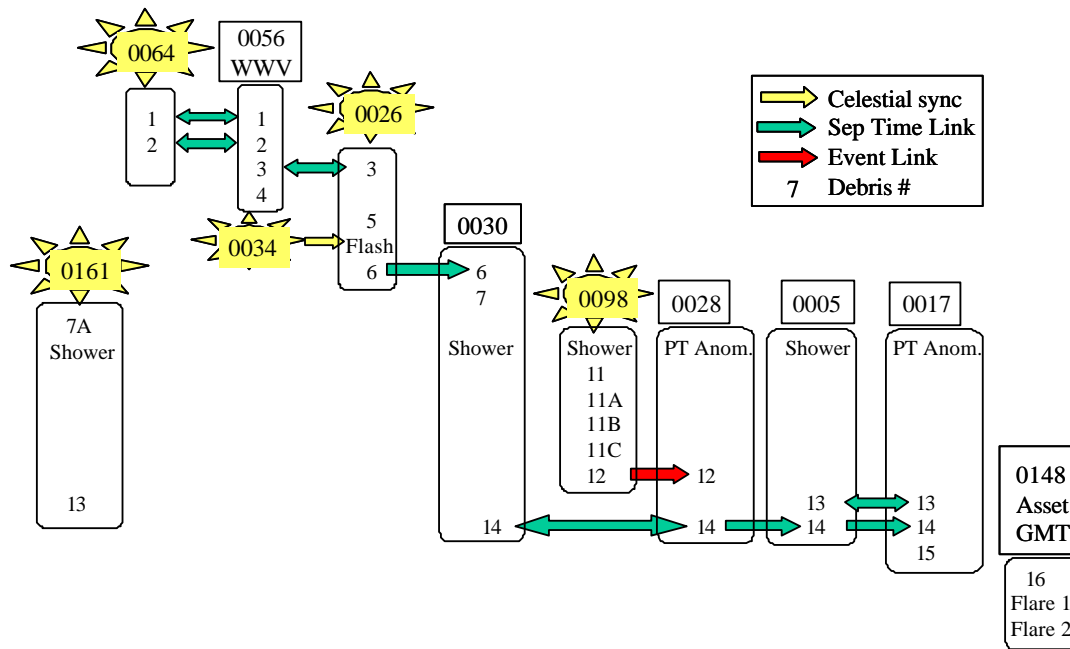 0064
0056
WWV
1
2
1
2
3
4
0026
3
5
Flash
6
0034
Celestial sync
Sep Time Link
Event Link
7 Debris #
0161
7A
Shower
13
0030
6
7
Shower
14
0098
Shower
11
11A
11B
11C
12
0028
PT Anom.
12
14
0005
Shower
13
14
0017
PT Anom.
13
14
15
0148
Asset
GMT
16
Flare 1
Flare 2